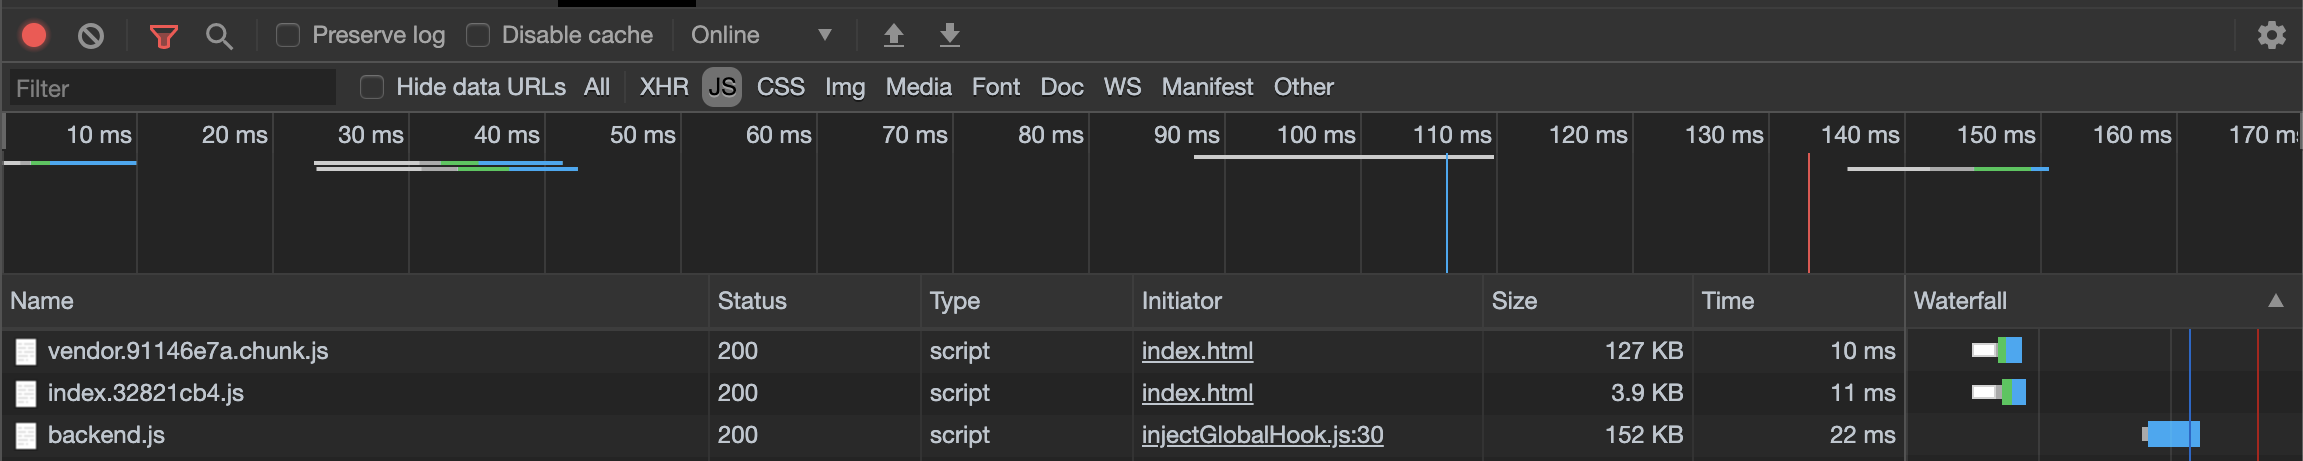 Preserve log Disable cache Online
Filter Hide data URLs All XHR JS CSS Img Media Font Doc WS Manifest Other
10 ms 20 ms 30 ms 40 ms 50 ms 60 ms 70 ms 80 ms 90 ms 100 ms 110 ms 120 ms 130 ms 140 ms 150 ms 160 ms 170 m
Name Status Type Initiator Size Time Waterfall
vendor.91146e7a.chunk.js 200 script index.html 127 KB 10 ms
index.32821cb4.js 200 script index.html 3.9 KB 11 ms
backend.js 200 script injectGlobalHook.js:30 152 KB 22 ms